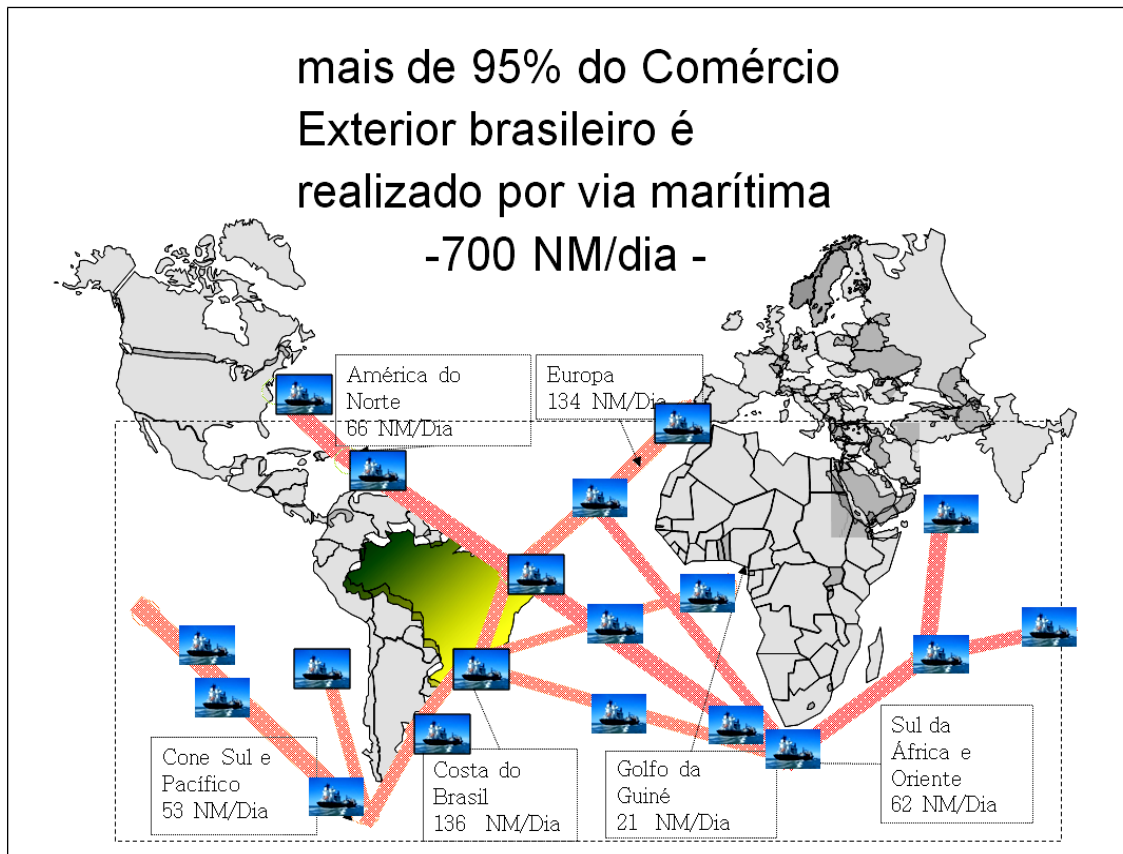 mais de 95% do Comércio
Exterior brasileiro é
realizado por via marítima
-700 NM/dia -
América do
Norte
66 NM/Dia
Europa
134 NM/Dia
Cone Sul e
Pacífico
53 NM/Dia
Costa do
Brasil
136 NM/Dia
Golfo da
Guiné
21 NM/Dia
Sul da
África e
Oriente
62 NM/Dia